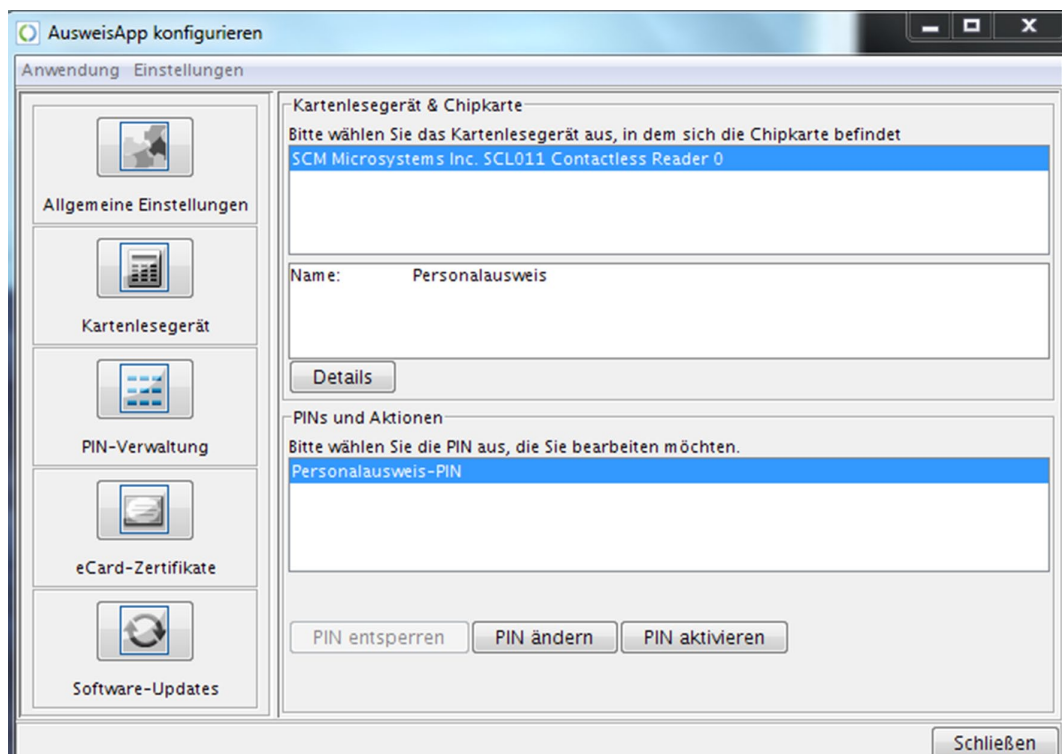 AusweisApp konfigurieren
Anwendung Einstellungen
Allgemeine Einstellungen
Kartenlesegerät
PIN-Verwaltung
eCard-Zertifikate
Software-Updates
Kartenlesegerät & Chipkarte
Bitte wählen Sie das Kartenlesegerät aus, in dem sich die Chipkarte befindet
SCM Microsystems Inc. SCL011 Contactless Reader 0
Name: Personalausweis
Details
PINs und Aktionen
Bitte wählen Sie die PIN aus, die Sie bearbeiten möchten.
Personalausweis-PIN
PIN entsperren PIN ändern PIN aktivieren
Schließen